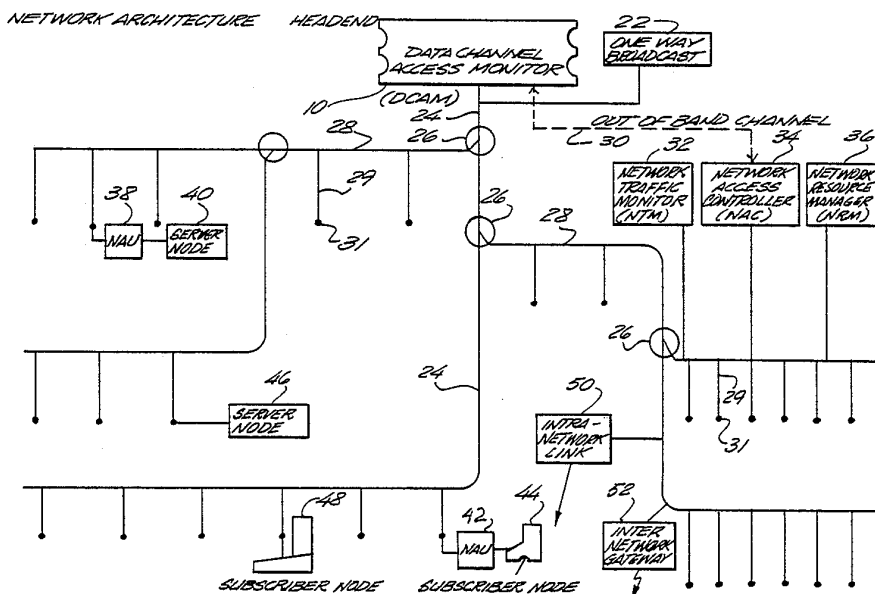 NETWORK ARCHITECTURE
HEADEND
22
DATA CHANNEL
ACCESS MONITOR
ONE WAY
BROADCAST
10
(DCAM)
24
OUT OF BAND CHANNEL
28
26
30
32
34
36
NETWORK
TRAFFIC
MONITOR
(NTM)
NETWORK
ACCESS
CONTROLLER
(NAC)
NETWORK
RESOURCE
MANAGER
(NRM)
29
38
40
31
26
28
NAU
SERVER
NODE
26
24
29
46
50
SERVER
NODE
INTRA-
NETWORK
LINK
31
48
42
44
52
NAU
INTER
NETWORK
GATEWAY
SUBSCRIBER NODE
SUBSCRIBER NODE